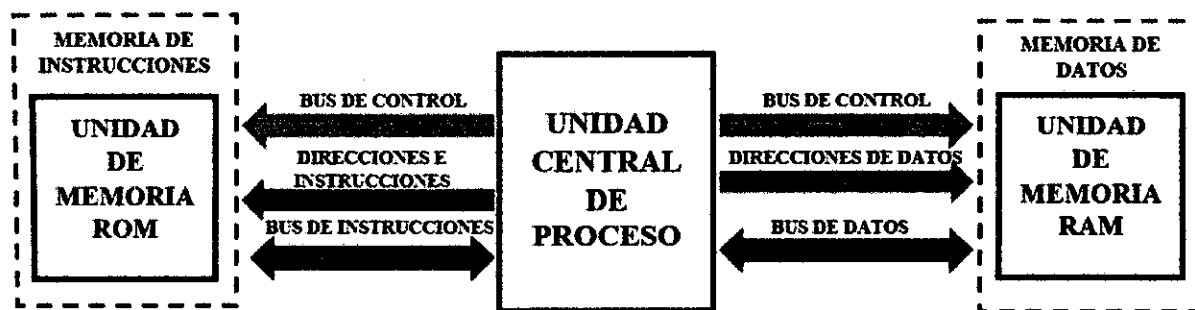 MEMORIA DE
INSTRUCCIONES
UNIDAD
DE
MEMORIA
ROM
BUS DE CONTROL
DIRECCIONES E
INSTRUCCIONES
BUS DE INSTRUCCIONES
UNIDAD
CENTRAL
DE
PROCESO
BUS DE CONTROL
DIRECCIONES DE DATOS
BUS DE DATOS
MEMORIA DE
DATOS
UNIDAD
DE
MEMORIA
RAM